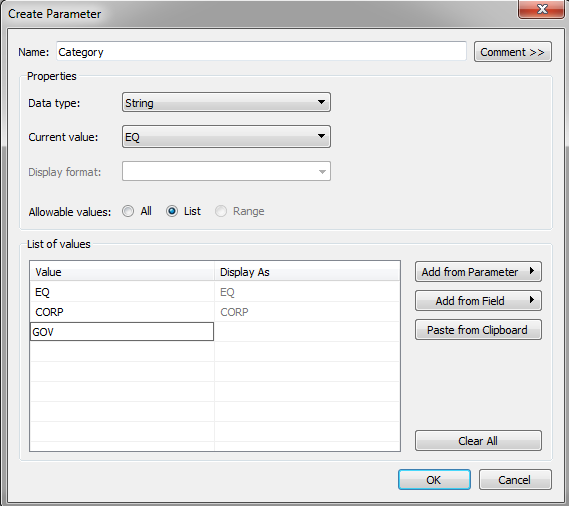 Create Parameter
Name: Category Comment >>
Properties
Data type: String
Current value: EQ
Display format:
Allowable values: All List Range
List of values
Value Display As
EQ EQ
CORP CORP
GOV
Add from Parameter
Add from Field
Paste from Clipboard
Clear All
OK Cancel